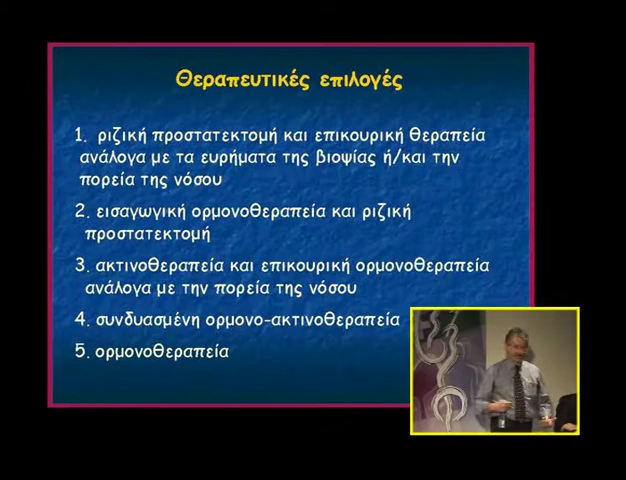 Θεραπευτικές επιλογές
1. ριζική προστατεκτομή και επικουρική θεραπεία
ανάλογα με τα ευρήματα της βιοψίας ή/και την
πορεία της νόσου
2. εισαγωγική ορμονοθεραπεία και ριζική
προστατεκτομή
3. ακτινοθεραπεία και επικουρική ορμονοθεραπεία
ανάλογα με την πορεία της νόσου
4. συνδυασμένη ορμονο-ακτινοθεραπεία
5. ορμονοθεραπεία